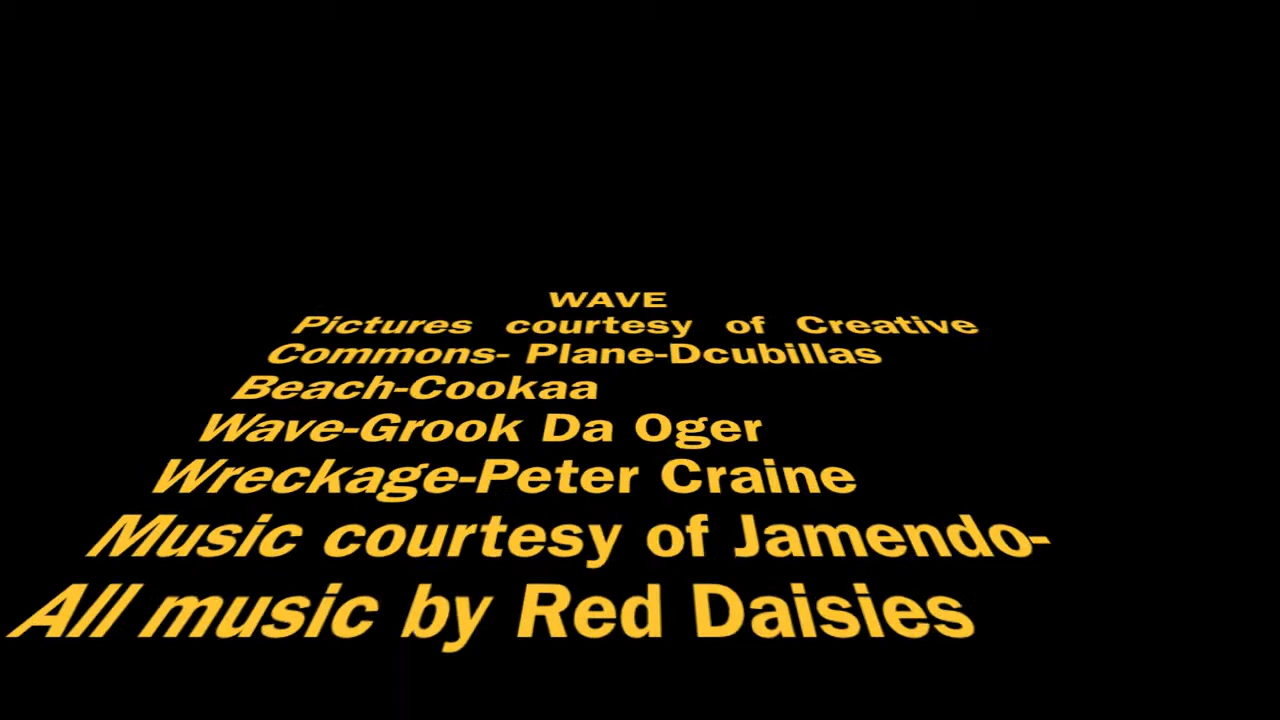 WAVE
Pictures courtesy of Creative
Commons- Plane-Dcubillas
Beach-Cookaa
Wave-Grook Da Oger
Wreckage-Peter Craine
Music courtesy of Jamendo-
All music by Red Daisies